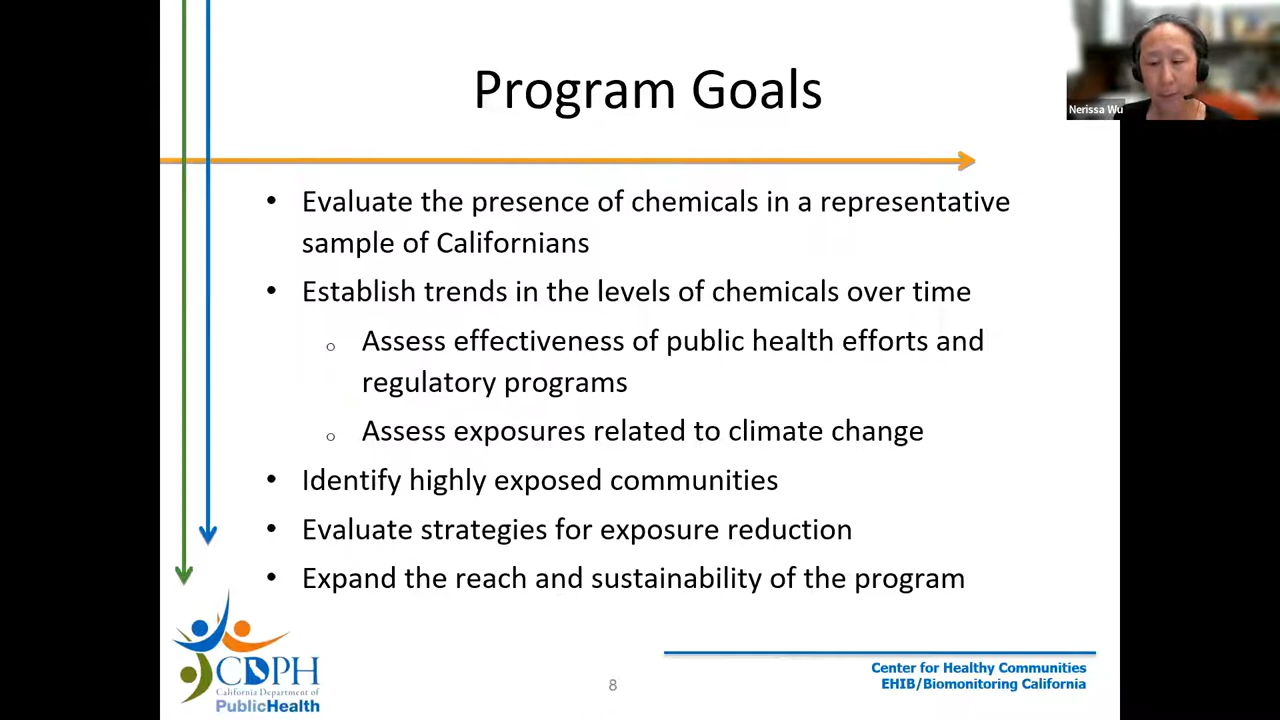 Program Goals
Nerissa Wu
• Evaluate the presence of chemicals in a representative
sample of Californians
• Establish trends in the levels of chemicals over time
o Assess effectiveness of public health efforts and
regulatory programs
o Assess exposures related to climate change
• Identify highly exposed communities
• Evaluate strategies for exposure reduction
• Expand the reach and sustainability of the program
CDPH
California Department of
PublicHealth
8
Center for Healthy Communities
EHIB/Biomonitoring California